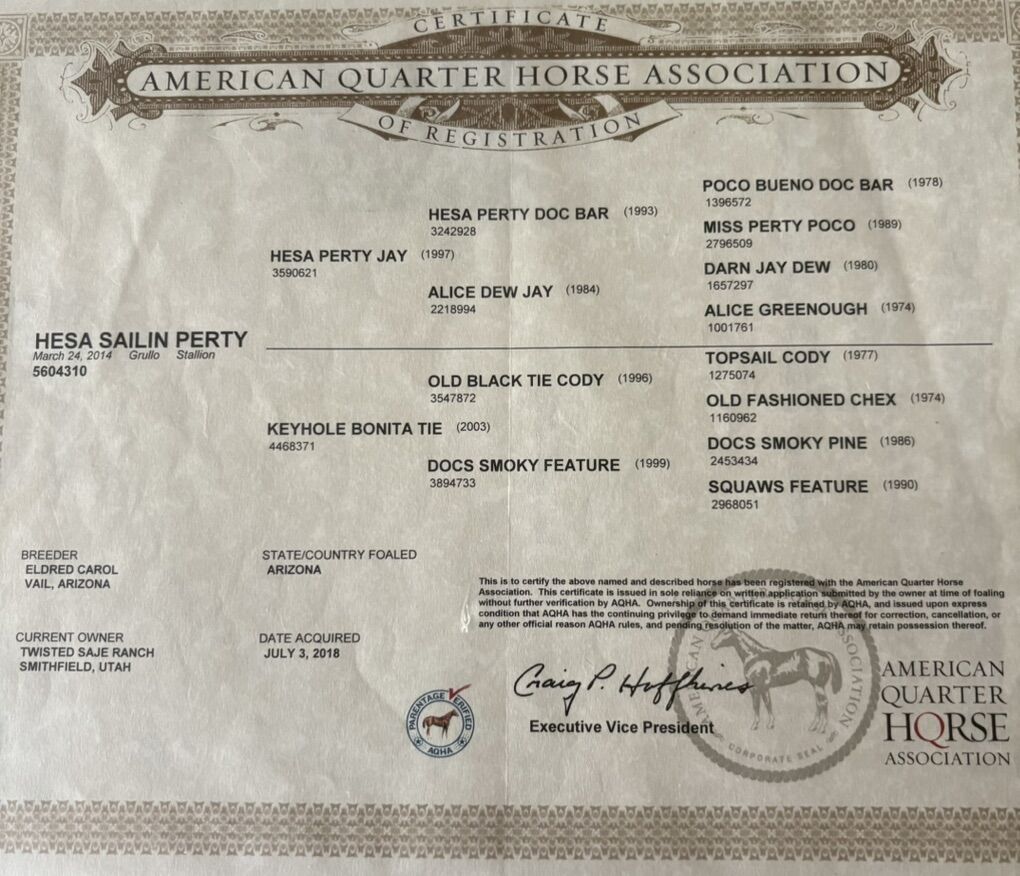 CERTIFICATE
AMERICAN QUARTER HORSE ASSOCIATION
OF REGISTRATION
POCO BUENO DOC BAR (1978)
1396572
HESA PERTY DOC BAR (1993)
3242928
MISS PERTY POCO (1989)
2796509
HESA PERTY JAY (1997)
3590621
DARN JAY DEW (1980)
1657297
ALICE DEW JAY (1984)
2218994
ALICE GREENOUGH (1974)
1001761
HESA SAILIN PERTY
March 24, 2014 Grullo Stallion
5604310
TOPSAIL CODY (1977)
1275074
OLD BLACK TIE CODY (1996)
3547872
OLD FASHIONED CHEX (1974)
1160962
KEYHOLE BONITA TIE (2003)
4468371
DOCS SMOKY PINE (1986)
2453434
DOCS SMOKY FEATURE (1999)
3894733
SQUAWS FEATURE (1990)
2968051
BREEDER
ELDRED CAROL
VAIL, ARIZONA
STATE/COUNTRY FOALED
ARIZONA
This is to certify the above named and described horse has been registered with the American Quarter Horse
Association. This certificate is issued in sole reliance on written application submitted by the owner at time of foaling
without further verification by AQHA. Ownership of this certificate is retained by AQHA, and issued upon express
condition that AQHA has the continuing privilege to demand immediate return thereof for correction, cancellation, or
any other official reason AQHA rules, and pending resolution of the matter, AQHA may retain possession thereof.
CURRENT OWNER
TWISTED SAJE RANCH
SMITHFIELD, UTAH
DATE ACQUIRED
JULY 3, 2018
PARENTAGE VERIFIED
AQHA
Craig P. Huffhines
Executive Vice President
AMERICAN ASSOCIATION
CORPORATE SEAL
AMERICAN
QUARTER
HORSE
ASSOCIATION